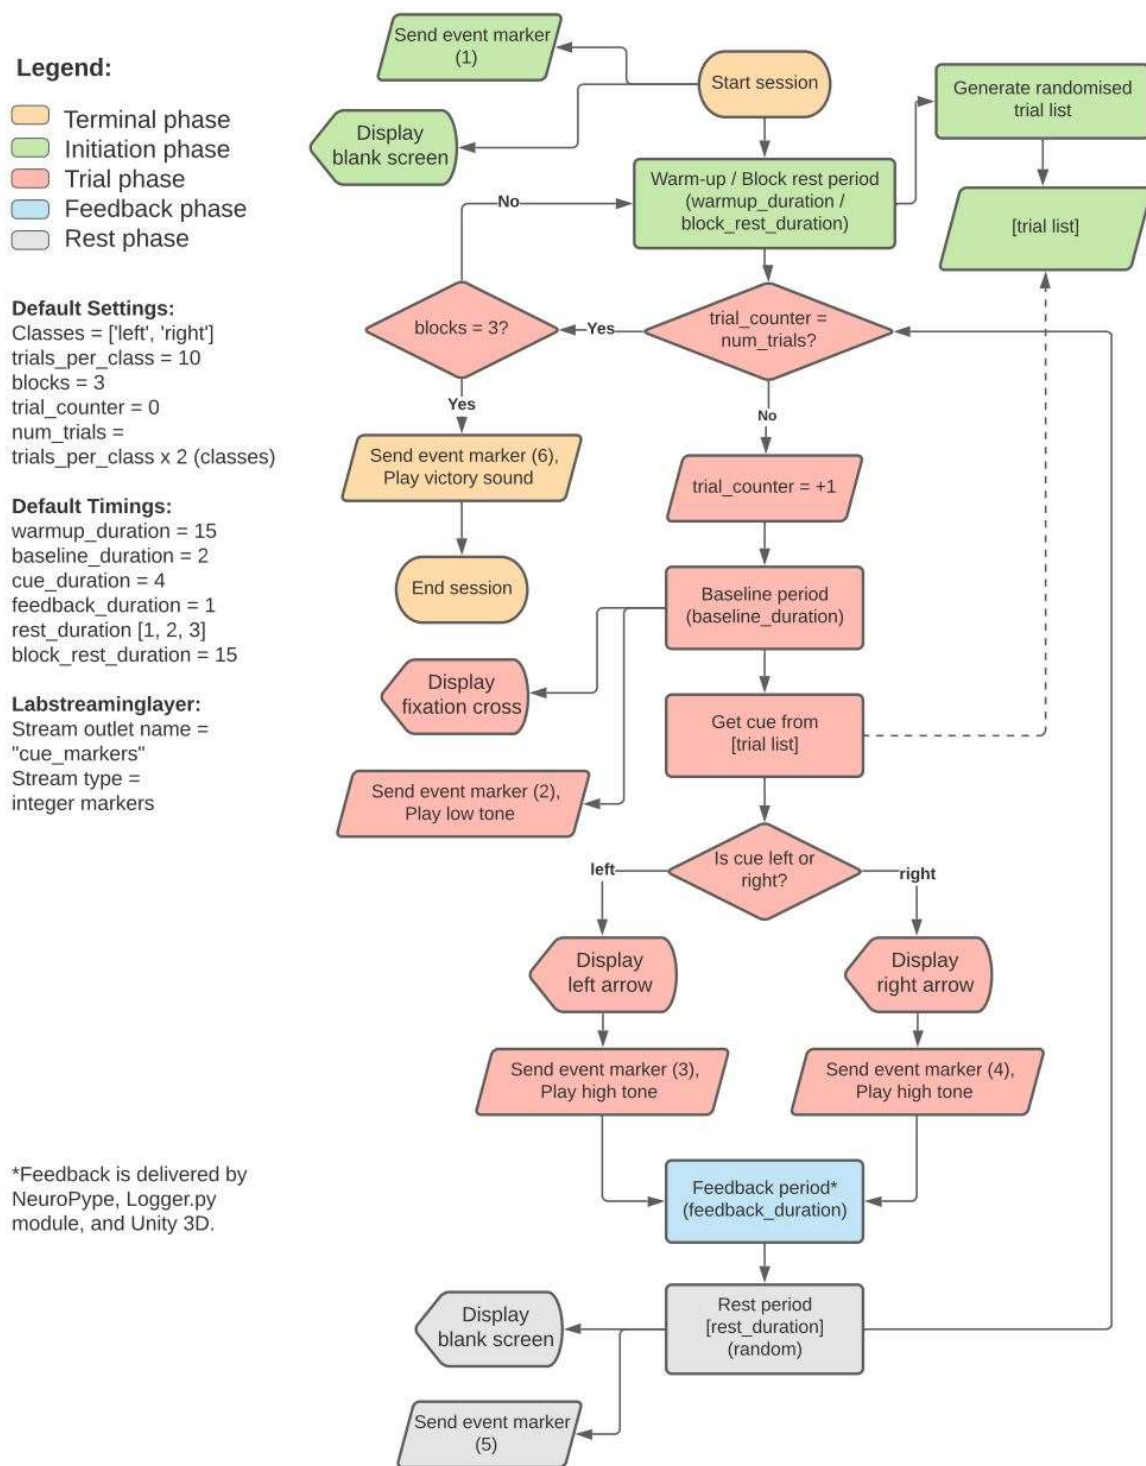 Legend:
Terminal phase
Initiation phase
Trial phase
Feedback phase
Rest phase
Default Settings:
Classes = ['left', 'right']
trials_per_class = 10
blocks = 3
trial_counter = 0
num_trials =
trials_per_class x 2 (classes)
Default Timings:
warmup_duration = 15
baseline_duration = 2
cue_duration = 4
feedback_duration = 1
rest_duration [1, 2, 3]
block_rest_duration = 15
Labstreaminglayer:
Stream outlet name =
"cue_markers"
Stream type =
integer markers
*Feedback is delivered by
NeuroPype, Logger.py
module, and Unity 3D.
Send event marker
(1)
Start session
Display
blank screen
Generate randomised
trial list
[trial list]
Warm-up / Block rest period
(warmup_duration /
block_rest_duration)
No
blocks = 3?
Yes
trial_counter =
num_trials?
Yes
No
Send event marker (6),
Play victory sound
End session
trial_counter = +1
Baseline period
(baseline_duration)
Display
fixation cross
Send event marker (2),
Play low tone
Get cue from
[trial list]
Is cue left or
right?
left
right
Display
left arrow
Display
right arrow
Send event marker (3),
Play high tone
Send event marker (4),
Play high tone
Feedback period*
(feedback_duration)
Rest period
[rest_duration]
(random)
Display
blank screen
Send event marker
(5)